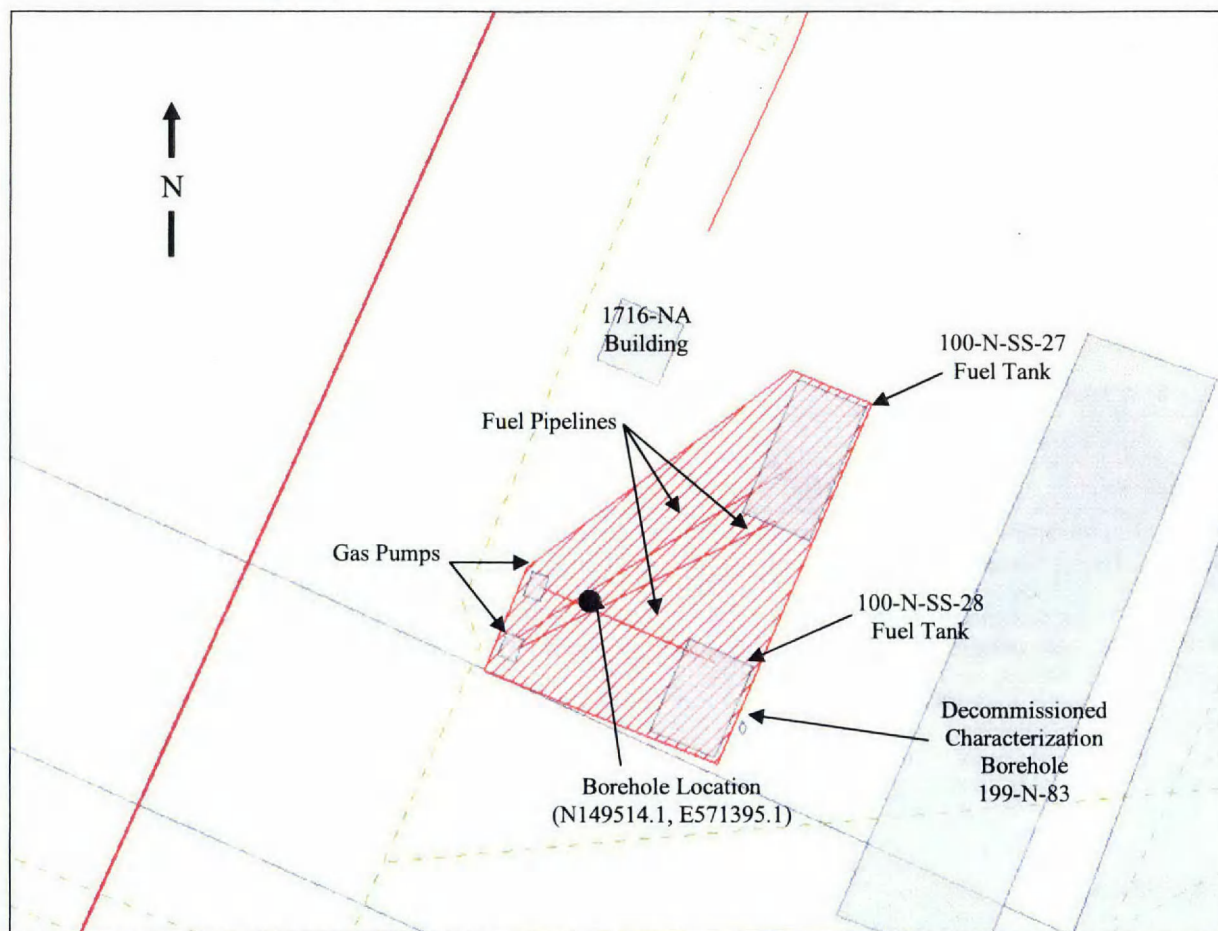 N
1716-NA
Building
100-N-SS-27
Fuel Tank
Fuel Pipelines
Gas Pumps
100-N-SS-28
Fuel Tank
Decommissioned
Characterization
Borehole
199-N-83
Borehole Location
(N149514.1, E571395.1)